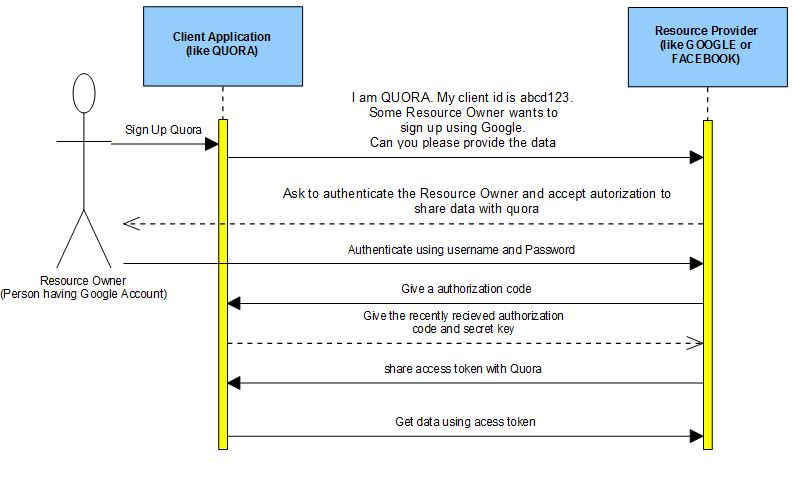 Client Application
(like QUORA)
Resource Provider
(like GOOGLE or
FACEBOOK)
I am QUORA. My client id is abcd123.
Some Resource Owner wants to
sign up using Google.
Can you please provide the data
Sign Up Quora
Ask to authenticate the Resource Owner and accept autorization to
share data with quora
Authenticate using username and Password
Resource Owner
(Person having Google Account)
Give a authorization code
Give the recently recieved authorization
code and secret key
share access token with Quora
Get data using acess token